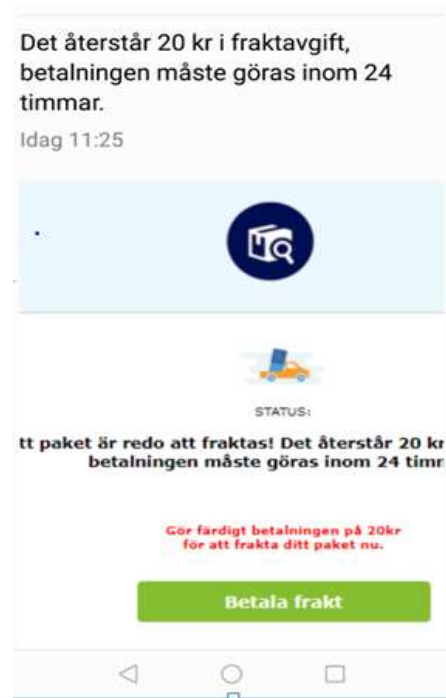 Det återstår 20 kr i fraktavgift,
betalningen måste göras inom 24
timmar.
Idag 11:25
STATUS:
tt paket är redo att fraktas! Det återstår 20 kr
betalningen måste göras inom 24 timr
Gör färdigt betalningen på 20kr
för att frakta ditt paket nu.
Betala frakt